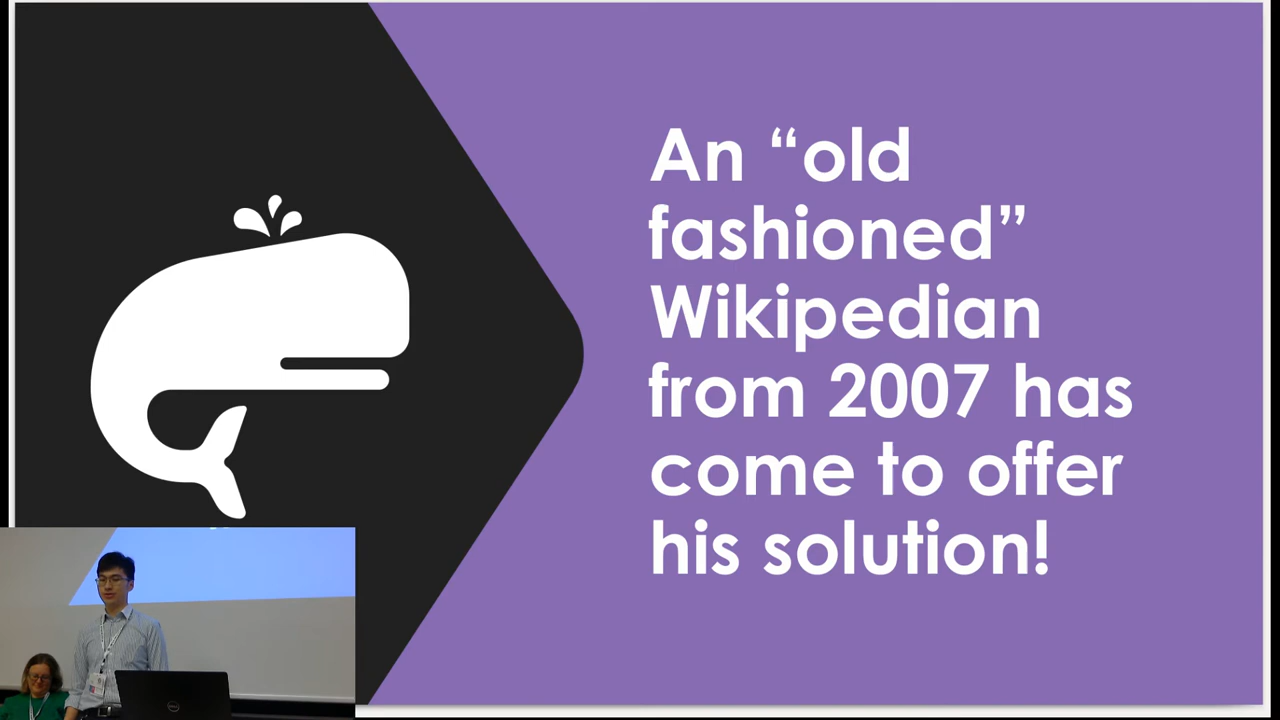 An “old
fashioned”
Wikipedian
from 2007 has
come to offer
his solution!